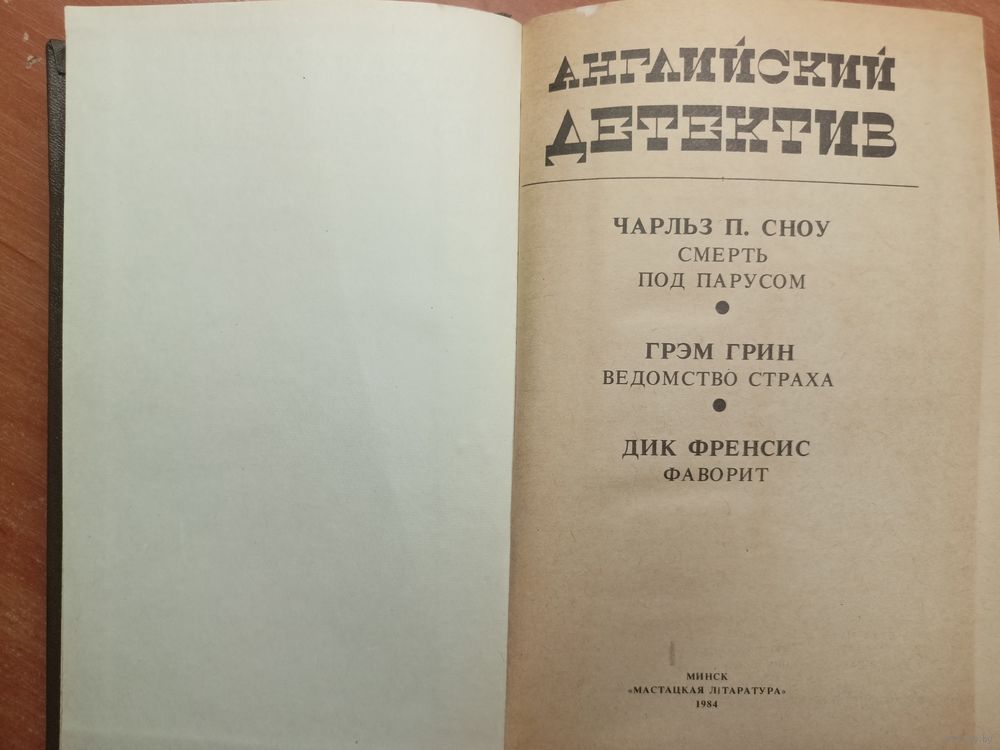 АНГЛИЙСКИЙ
ДЕТЕКТИВ
ЧАРЛЬЗ П. СНОУ
СМЕРТЬ
ПОД ПАРУСОМ
ГРЭМ ГРИН
ВЕДОМСТВО СТРАХА
ДИК ФРЕНСИС
ФАВОРИТ
МИНСК
«МАСТАЦКАЯ ЛІТАРАТУРА»
1984